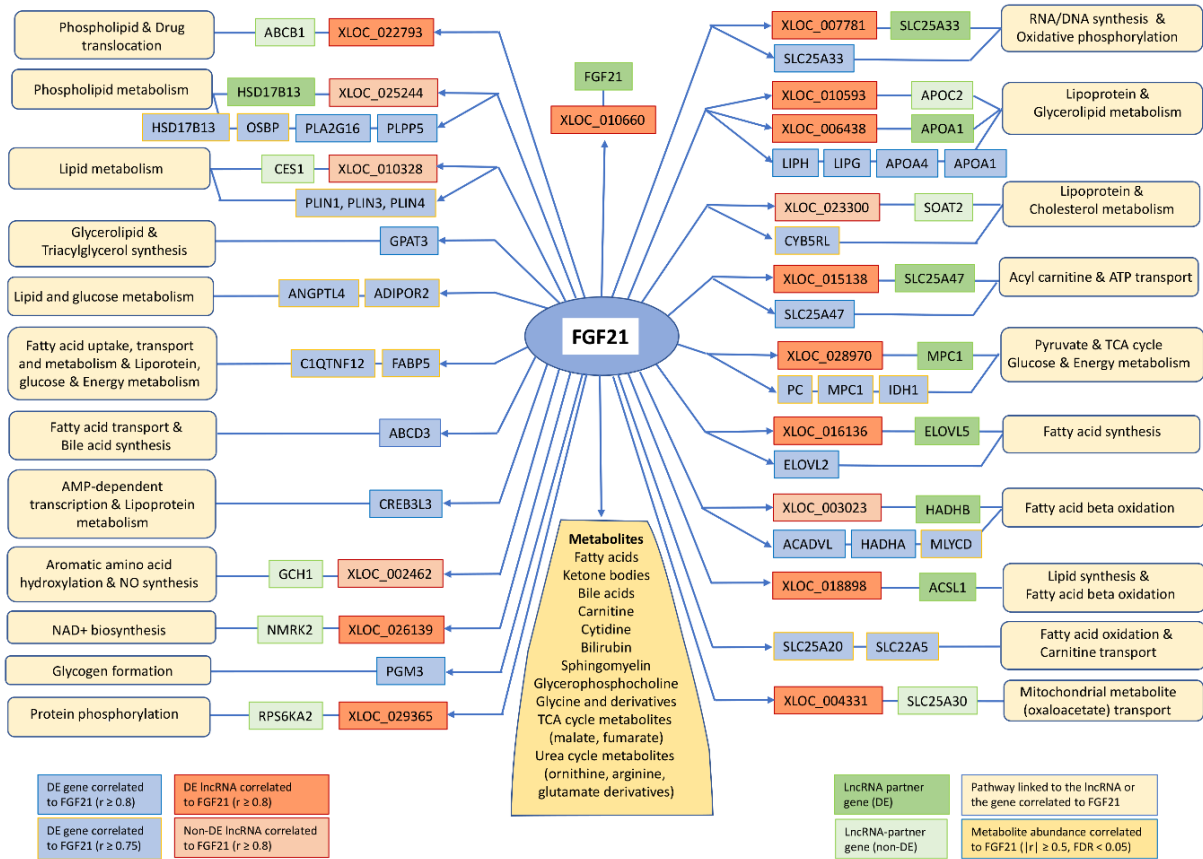 Phospholipid & Drug
translocation
ABCB1
XLOC_022793
Phospholipid metabolism
HSD17B13
XLOC_025244
HSD17B13
OSBP
PLA2G16
PLPP5
Lipid metabolism
CES1
XLOC_010328
PLIN1, PLIN3, PLIN4
Glycerolipid &
Triacylglycerol synthesis
GPAT3
Lipid and glucose metabolism
ANGPTL4
ADIPOR2
Fatty acid uptake, transport
and metabolism & Lioprotein,
glucose & Energy metabolism
C1QTNF12
FABP5
Fatty acid transport &
Bile acid synthesis
ABCD3
AMP-dependent
transcription & Lipoprotein
metabolism
CREB3L3
Aromatic amino acid
hydroxylation & NO synthesis
GCH1
XLOC_002462
NAD+ biosynthesis
NMRK2
XLOC_026139
Glycogen formation
PGM3
Protein phosphorylation
RPS6KA2
XLOC_029365
FGF21
XLOC_010660
FGF21
Metabolites
Fatty acids
Ketone bodies
Bile acids
Carnitine
Cytidine
Bilirubin
Sphingomyelin
Glycerophosphocholine
Glycine and derivatives
TCA cycle metabolites
(malate, fumarate)
Urea cycle metabolites
(ornithine, arginine,
glutamate derivatives)
XLOC_007781
SLC25A33
SLC25A33
RNA/DNA synthesis &
Oxidative phosphorylation
XLOC_010593
APOC2
XLOC_006438
APOA1
LIPH
LIPG
APOA4
APOA1
Lipoprotein &
Glycerolipid metabolism
XLOC_023300
SOAT2
CYB5RL
Lipoprotein &
Cholesterol metabolism
XLOC_015138
SLC25A47
SLC25A47
Acyl carnitine & ATP transport
XLOC_028970
MPC1
PC
MPC1
IDH1
Pyruvate & TCA cycle
Glucose & Energy metabolism
XLOC_016136
ELOVL5
ELOVL2
Fatty acid synthesis
XLOC_003023
HADHB
ACADVL
HADHA
MLYCD
Fatty acid beta oxidation
XLOC_018898
ACSL1
Lipid synthesis &
Fatty acid beta oxidation
SLC25A20
SLC22A5
Fatty acid oxidation &
Carnitine transport
XLOC_004331
SLC25A30
Mitochondrial metabolite
(oxaloacetate) transport
DE gene correlated
to FGF21 (r ≥ 0.8)
DE lncRNA correlated
to FGF21 (r ≥ 0.8)
DE gene correlated
to FGF21 (r ≥ 0.75)
Non-DE lncRNA correlated
to FGF21 (r ≥ 0.8)
LncRNA partner
gene (DE)
Pathway linked to the lncRNA or
the gene correlated to FGF21
LncRNA-partner
gene (non-DE)
Metabolite abundance correlated
to FGF21 (|r| ≥ 0.5, FDR < 0.05)